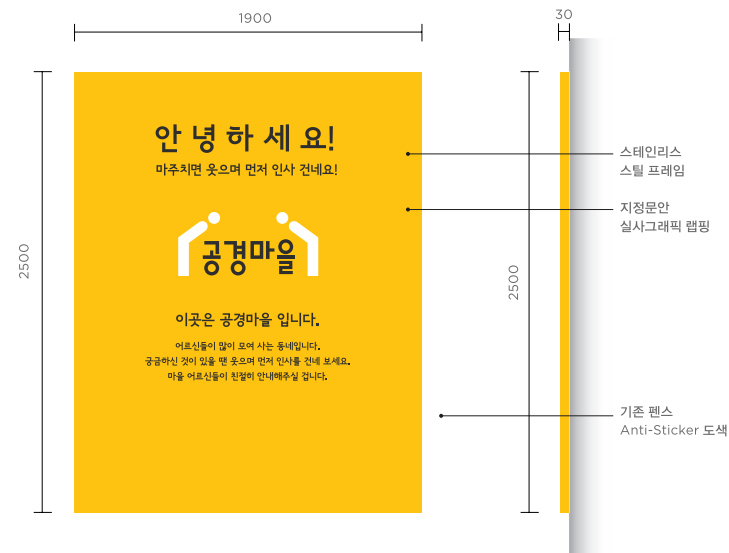 1900
30
안녕하세요!
마주치면 웃으며 먼저 인사 건네요!
스테인리스
스틸 프레임
지정문안
실사그래픽 랩핑
공경마을
2500
2500
이곳은 공경마을 입니다.
어르신들이 많이 모여 사는 동네입니다.
궁금하신 것이 있을 땐 웃으며 먼저 인사를 건네 보세요.
마을 어르신들이 친절히 안내해주실 겁니다.
기존 펜스
Anti-Sticker 도색